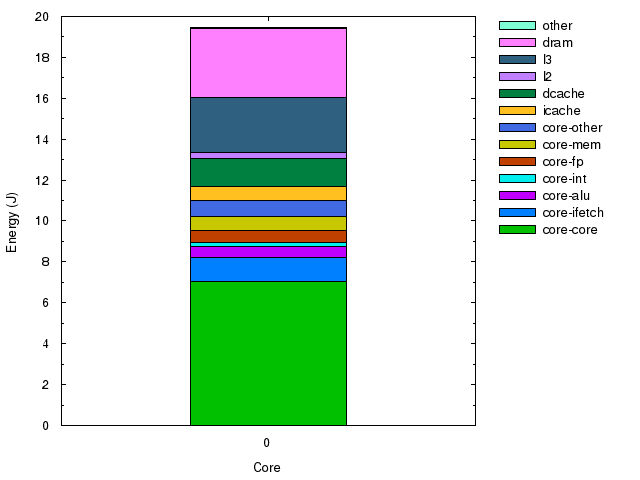 20
18
16
14
12
10
8
6
4
2
0
Energy (J)
0
Core
other
dram
l3
l2
dcache
icache
core-other
core-mem
core-fp
core-int
core-alu
core-ifetch
core-core